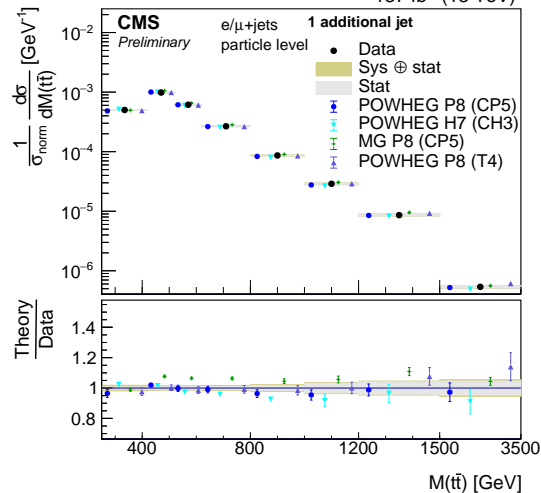 CMS
Preliminary
e/μ+jets
particle level
1 additional jet
Data
Sys ⊕ stat
Stat
POWHEG P8 (CP5)
POWHEG H7 (CH3)
MG P8 (CP5)
POWHEG P8 (T4)
1/σnorm dσ/dM(tt̄) [GeV⁻¹]
10⁻²
10⁻³
10⁻⁴
10⁻⁵
10⁻⁶
Theory/Data
1.4
1.2
1
0.8
400 800 1200 1500 3500
M(tt̄) [GeV]